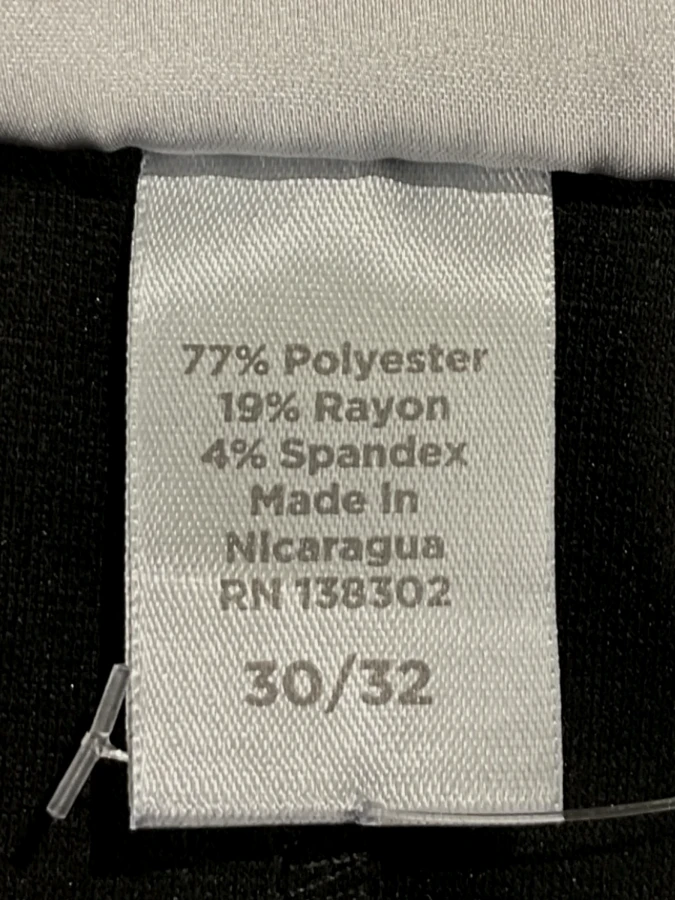 77% Polyester
19% Rayon
4% Spandex
Made in
Nicaragua
RN 138302
30/32